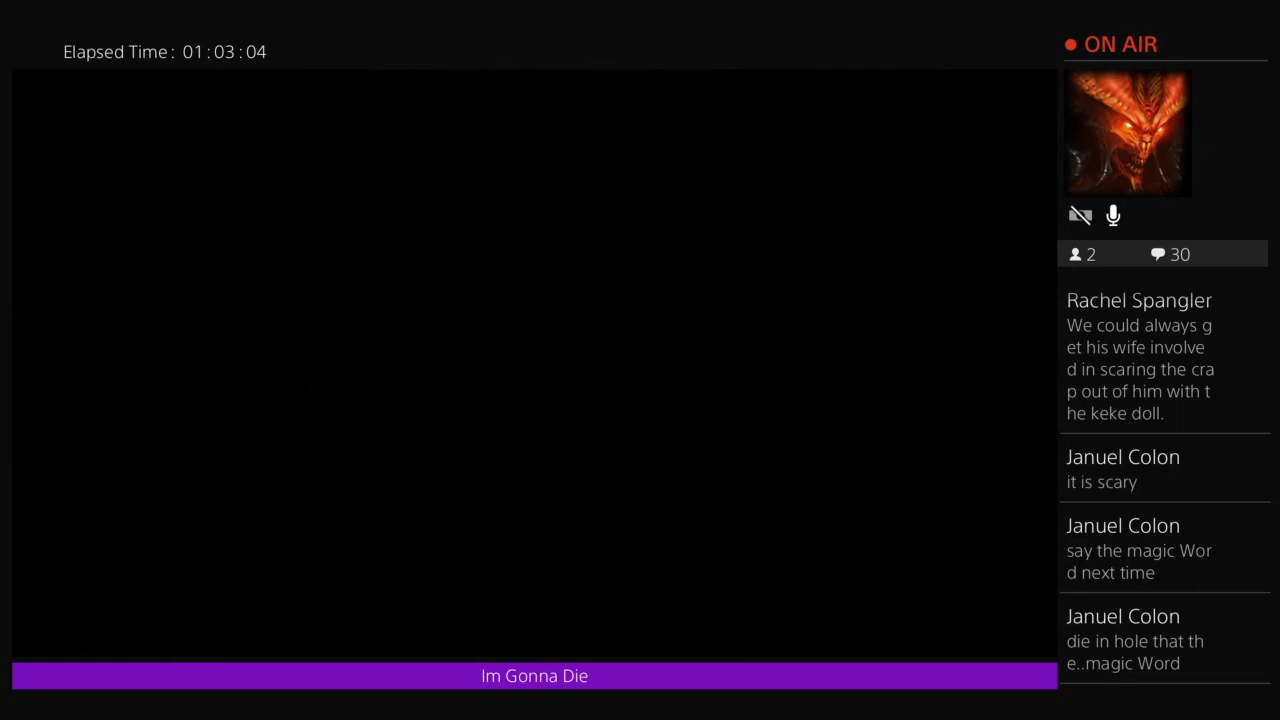 Elapsed Time: 01:03:04
ON AIR
2 30
Rachel Spangler
We could always g
et his wife involve
d in scaring the cra
p out of him with t
he keke doll.
Januel Colon
it is scary
Januel Colon
say the magic Wor
d next time
Januel Colon
die in hole that th
e..magic Word
Im Gonna Die